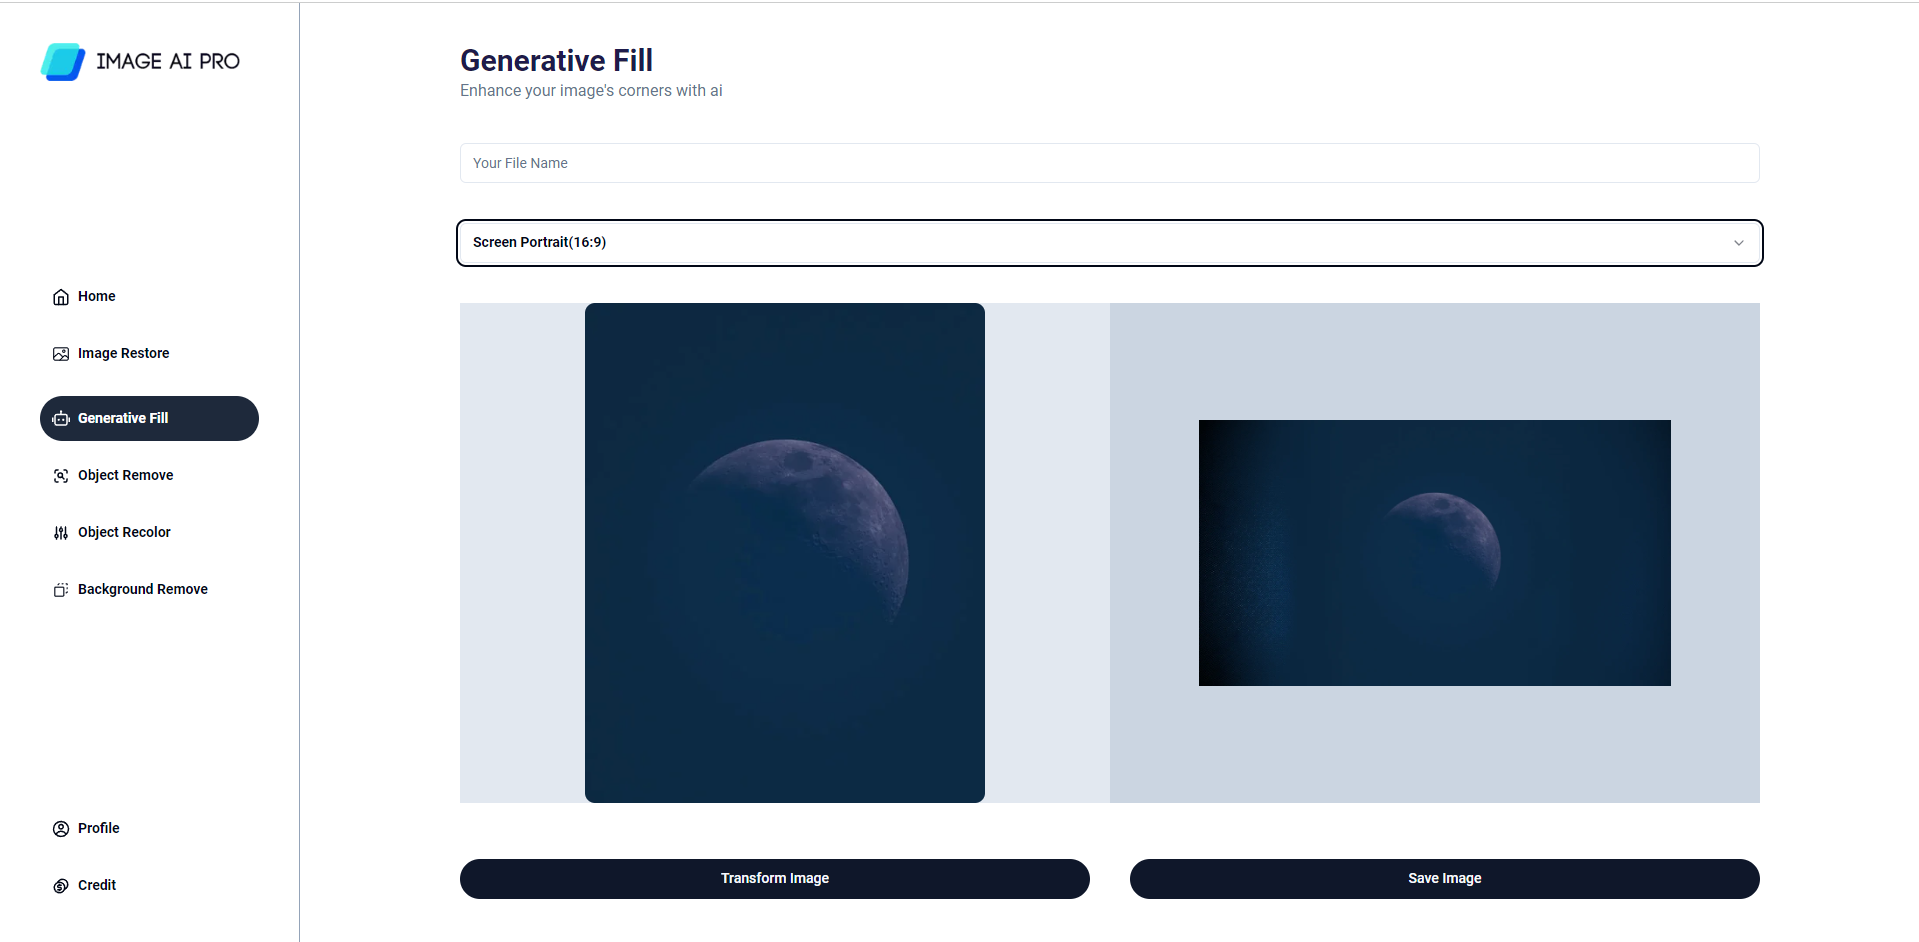 IMAGE AI PRO
Home
Image Restore
Generative Fill
Object Remove
Object Recolor
Background Remove
Profile
Credit
Generative Fill
Enhance your image's corners with ai
Your File Name
Screen Portrait(16:9)
Transform Image
Save Image